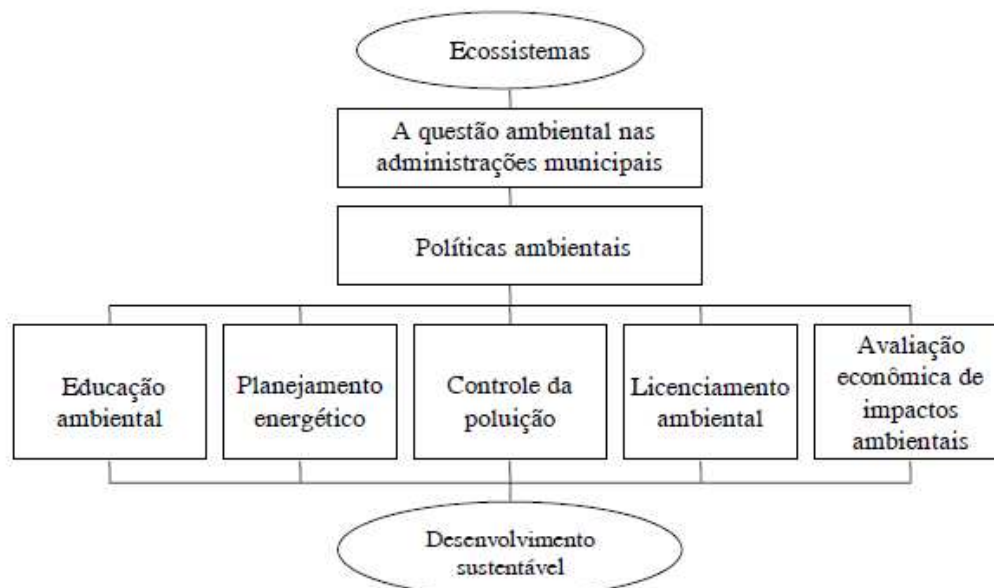 Ecossistemas
A questão ambiental nas
administrações municipais
Políticas ambientais
Educação
ambiental
Planejamento
energético
Controle da
poluição
Licenciamento
ambiental
Avaliação
econômica de
impactos
ambientais
Desenvolvimento
sustentável